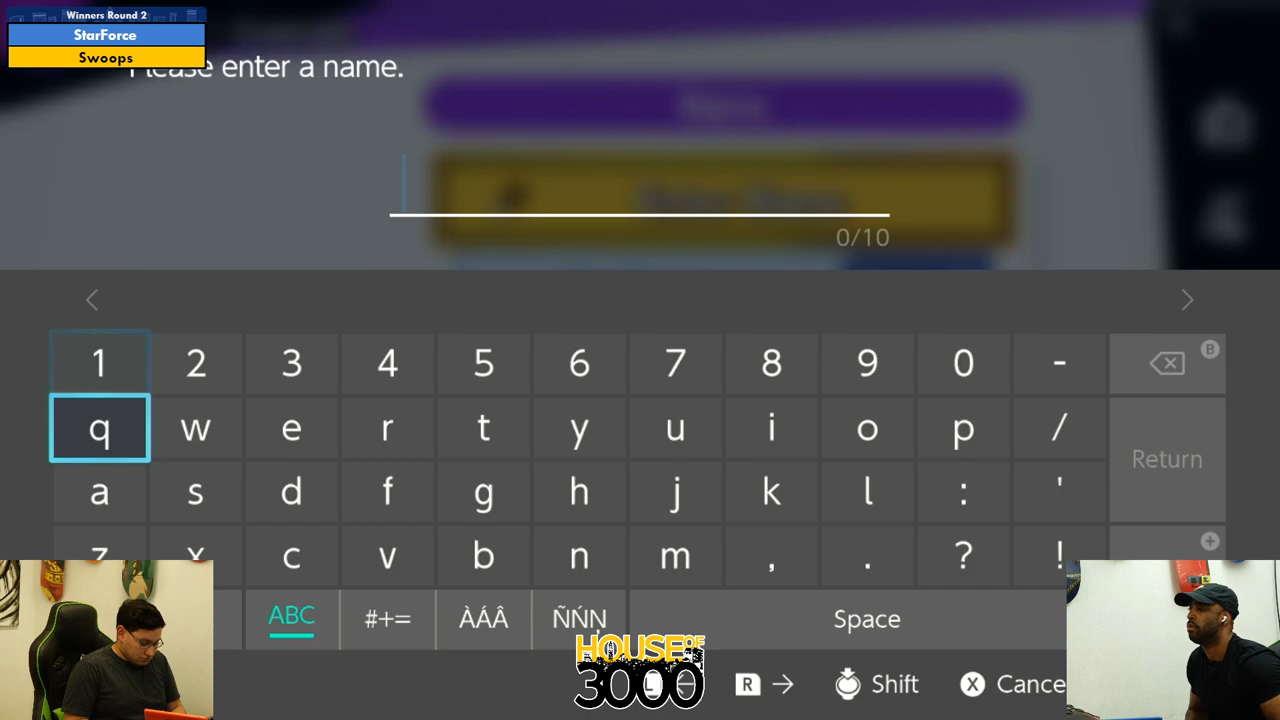 Winners Round 2
StarForce
Swoops
Please enter a name.
0/10
1 2 3 4 5 6 7 8 9 0 -
B
q w e r t y u i o p /
Return
a s d f g h j k l : '
z x c v b n m , . ? !
+
ABC #+= ÀÁÂ ÑŃŅ Space
HOUSE OF
3000
R → Shift X Cance